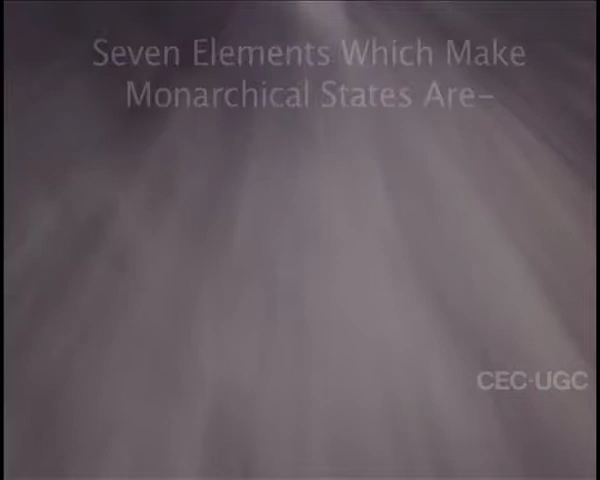 Seven Elements Which Make
Monarchical States Are-
CEC-UGC